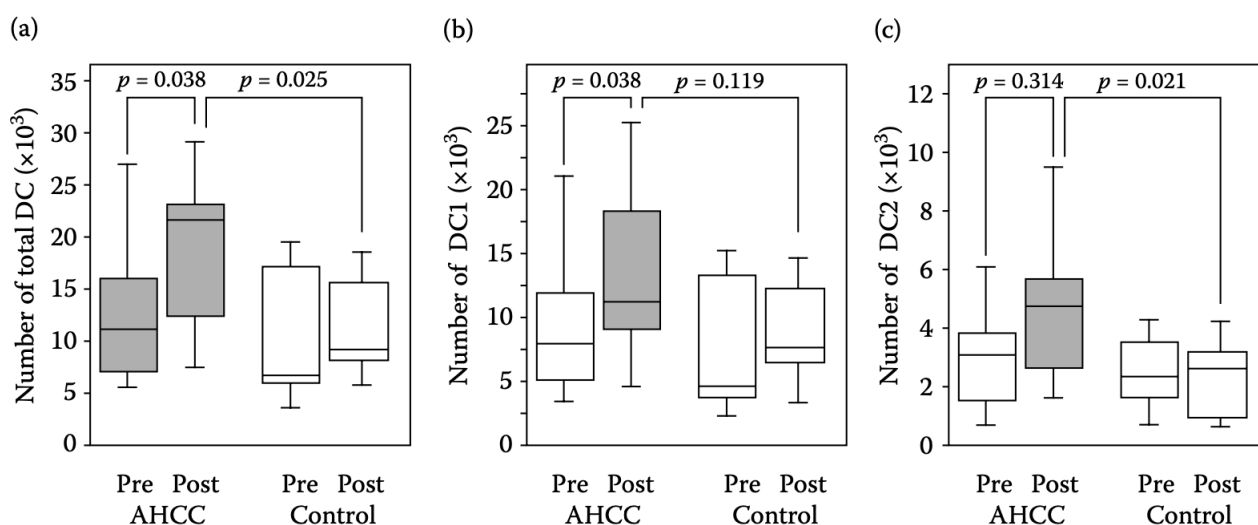 (a)
Number of total DC (×10³)
35
30
25
20
15
10
5
0
p = 0.038
p = 0.025
Pre Post Pre Post
AHCC Control
(b)
Number of DC1 (×10³)
25
20
15
10
5
0
p = 0.038
p = 0.119
Pre Post Pre Post
AHCC Control
(c)
Number of DC2 (×10³)
12
10
8
6
4
2
0
p = 0.314
p = 0.021
Pre Post Pre Post
AHCC Control